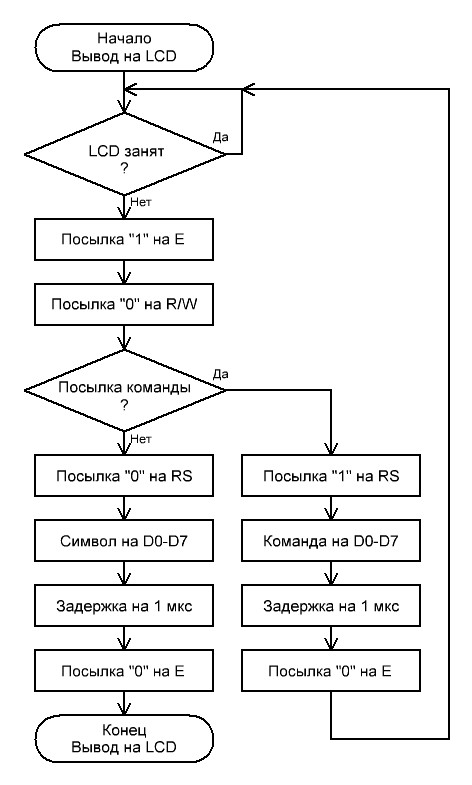 Начало
Вывод на LCD
LCD занят
?
Да
Нет
Посылка "1" на E
Посылка "0" на R/W
Посылка команды
?
Да
Нет
Посылка "0" на RS
Символ на D0-D7
Задержка на 1 мкс
Посылка "0" на E
Конец
Вывод на LCD
Посылка "1" на RS
Команда на D0-D7
Задержка на 1 мкс
Посылка "0" на E